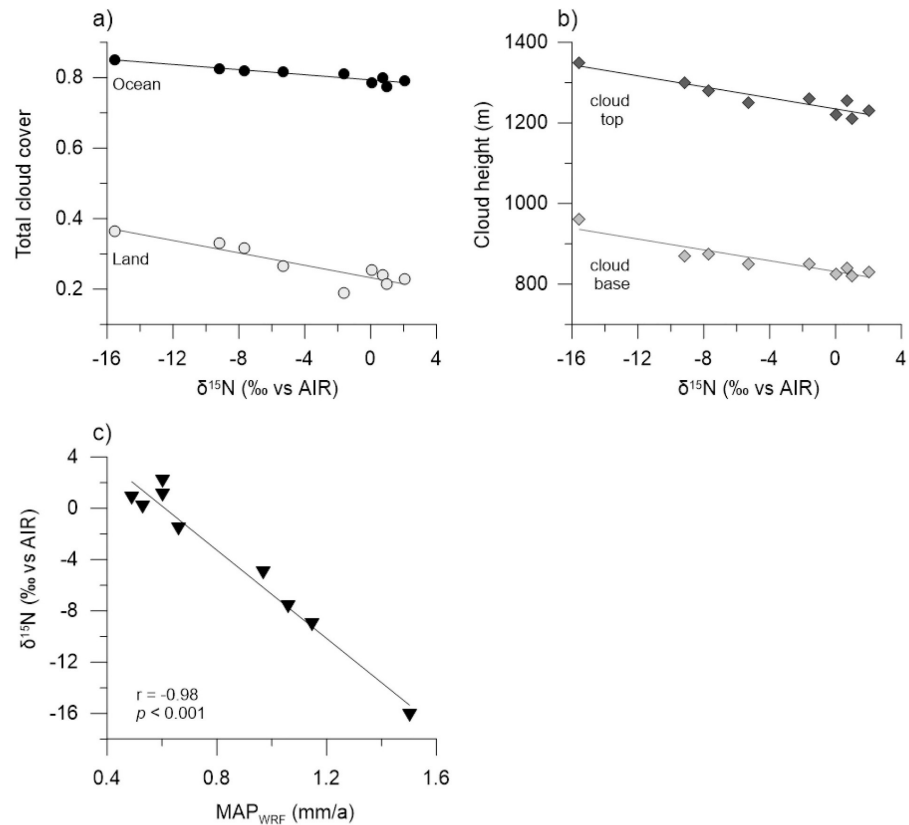 a)
Total cloud cover
0.8
0.6
0.4
0.2
Ocean
Land
-16 -12 -8 -4 0 4
δ¹⁵N (‰ vs AIR)
b)
Cloud height (m)
1400
1200
1000
800
cloud
top
cloud
base
-16 -12 -8 -4 0 4
δ¹⁵N (‰ vs AIR)
c)
δ¹⁵N (‰ vs AIR)
4
0
-4
-8
-12
-16
r = -0.98
p < 0.001
0.4 0.8 1.2 1.6
MAP_WRF (mm/a)